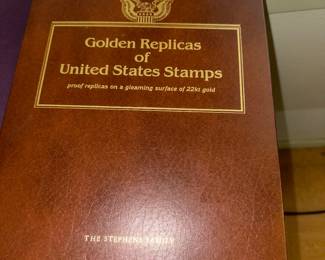 Golden Replicas
of
United States Stamps
proof replicas on a gleaming surface of 22kt gold
THE STEPHENS FAMILY